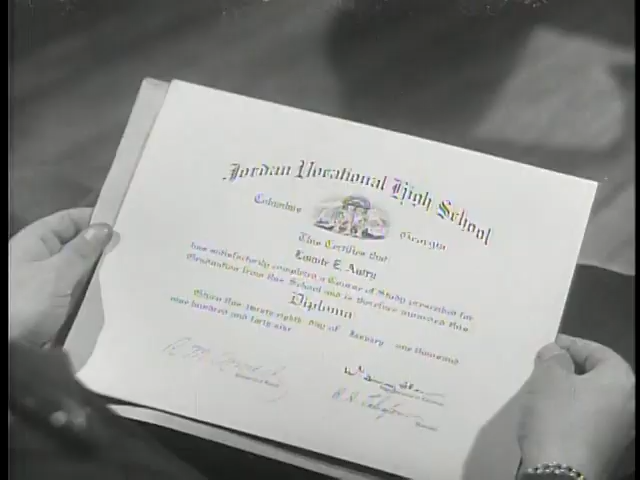 Jordan Vocational High School
Columbus Georgia
This Certifies that
E. Autry
has satisfactorily completed a Course of Study prescribed for
Graduation from this School and is therefore awarded this
Diploma
Given this twenty eighth day of January one thousand
nine hundred and forty six